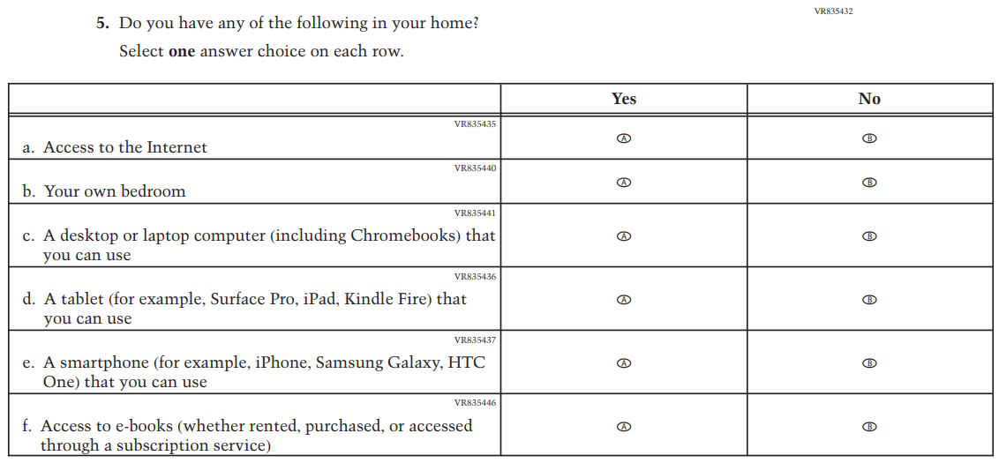 VR835432
5. Do you have any of the following in your home?
Select one answer choice on each row.
Yes No
VR835435
a. Access to the Internet
A B
VR835440
b. Your own bedroom
A B
VR835441
c. A desktop or laptop computer (including Chromebooks) that
you can use
A B
VR835436
d. A tablet (for example, Surface Pro, iPad, Kindle Fire) that
you can use
A B
VR835437
e. A smartphone (for example, iPhone, Samsung Galaxy, HTC
One) that you can use
A B
VR835446
f. Access to e-books (whether rented, purchased, or accessed
through a subscription service)
A B